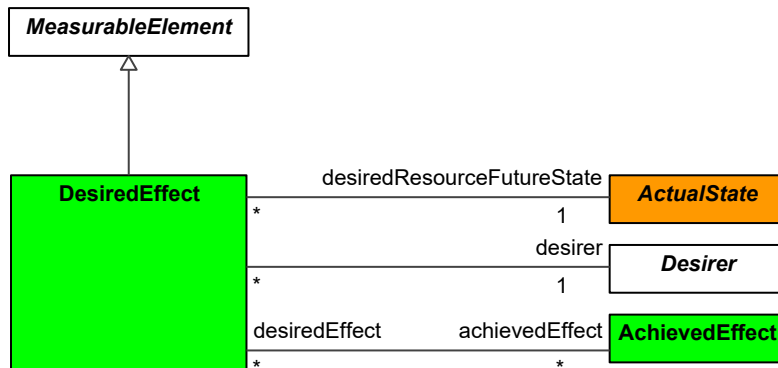 MeasurableElement
DesiredEffect
desiredResourceFutureState
ActualState
* 1
desirer
Desirer
* 1
desiredEffect achievedEffect
AchievedEffect
* *